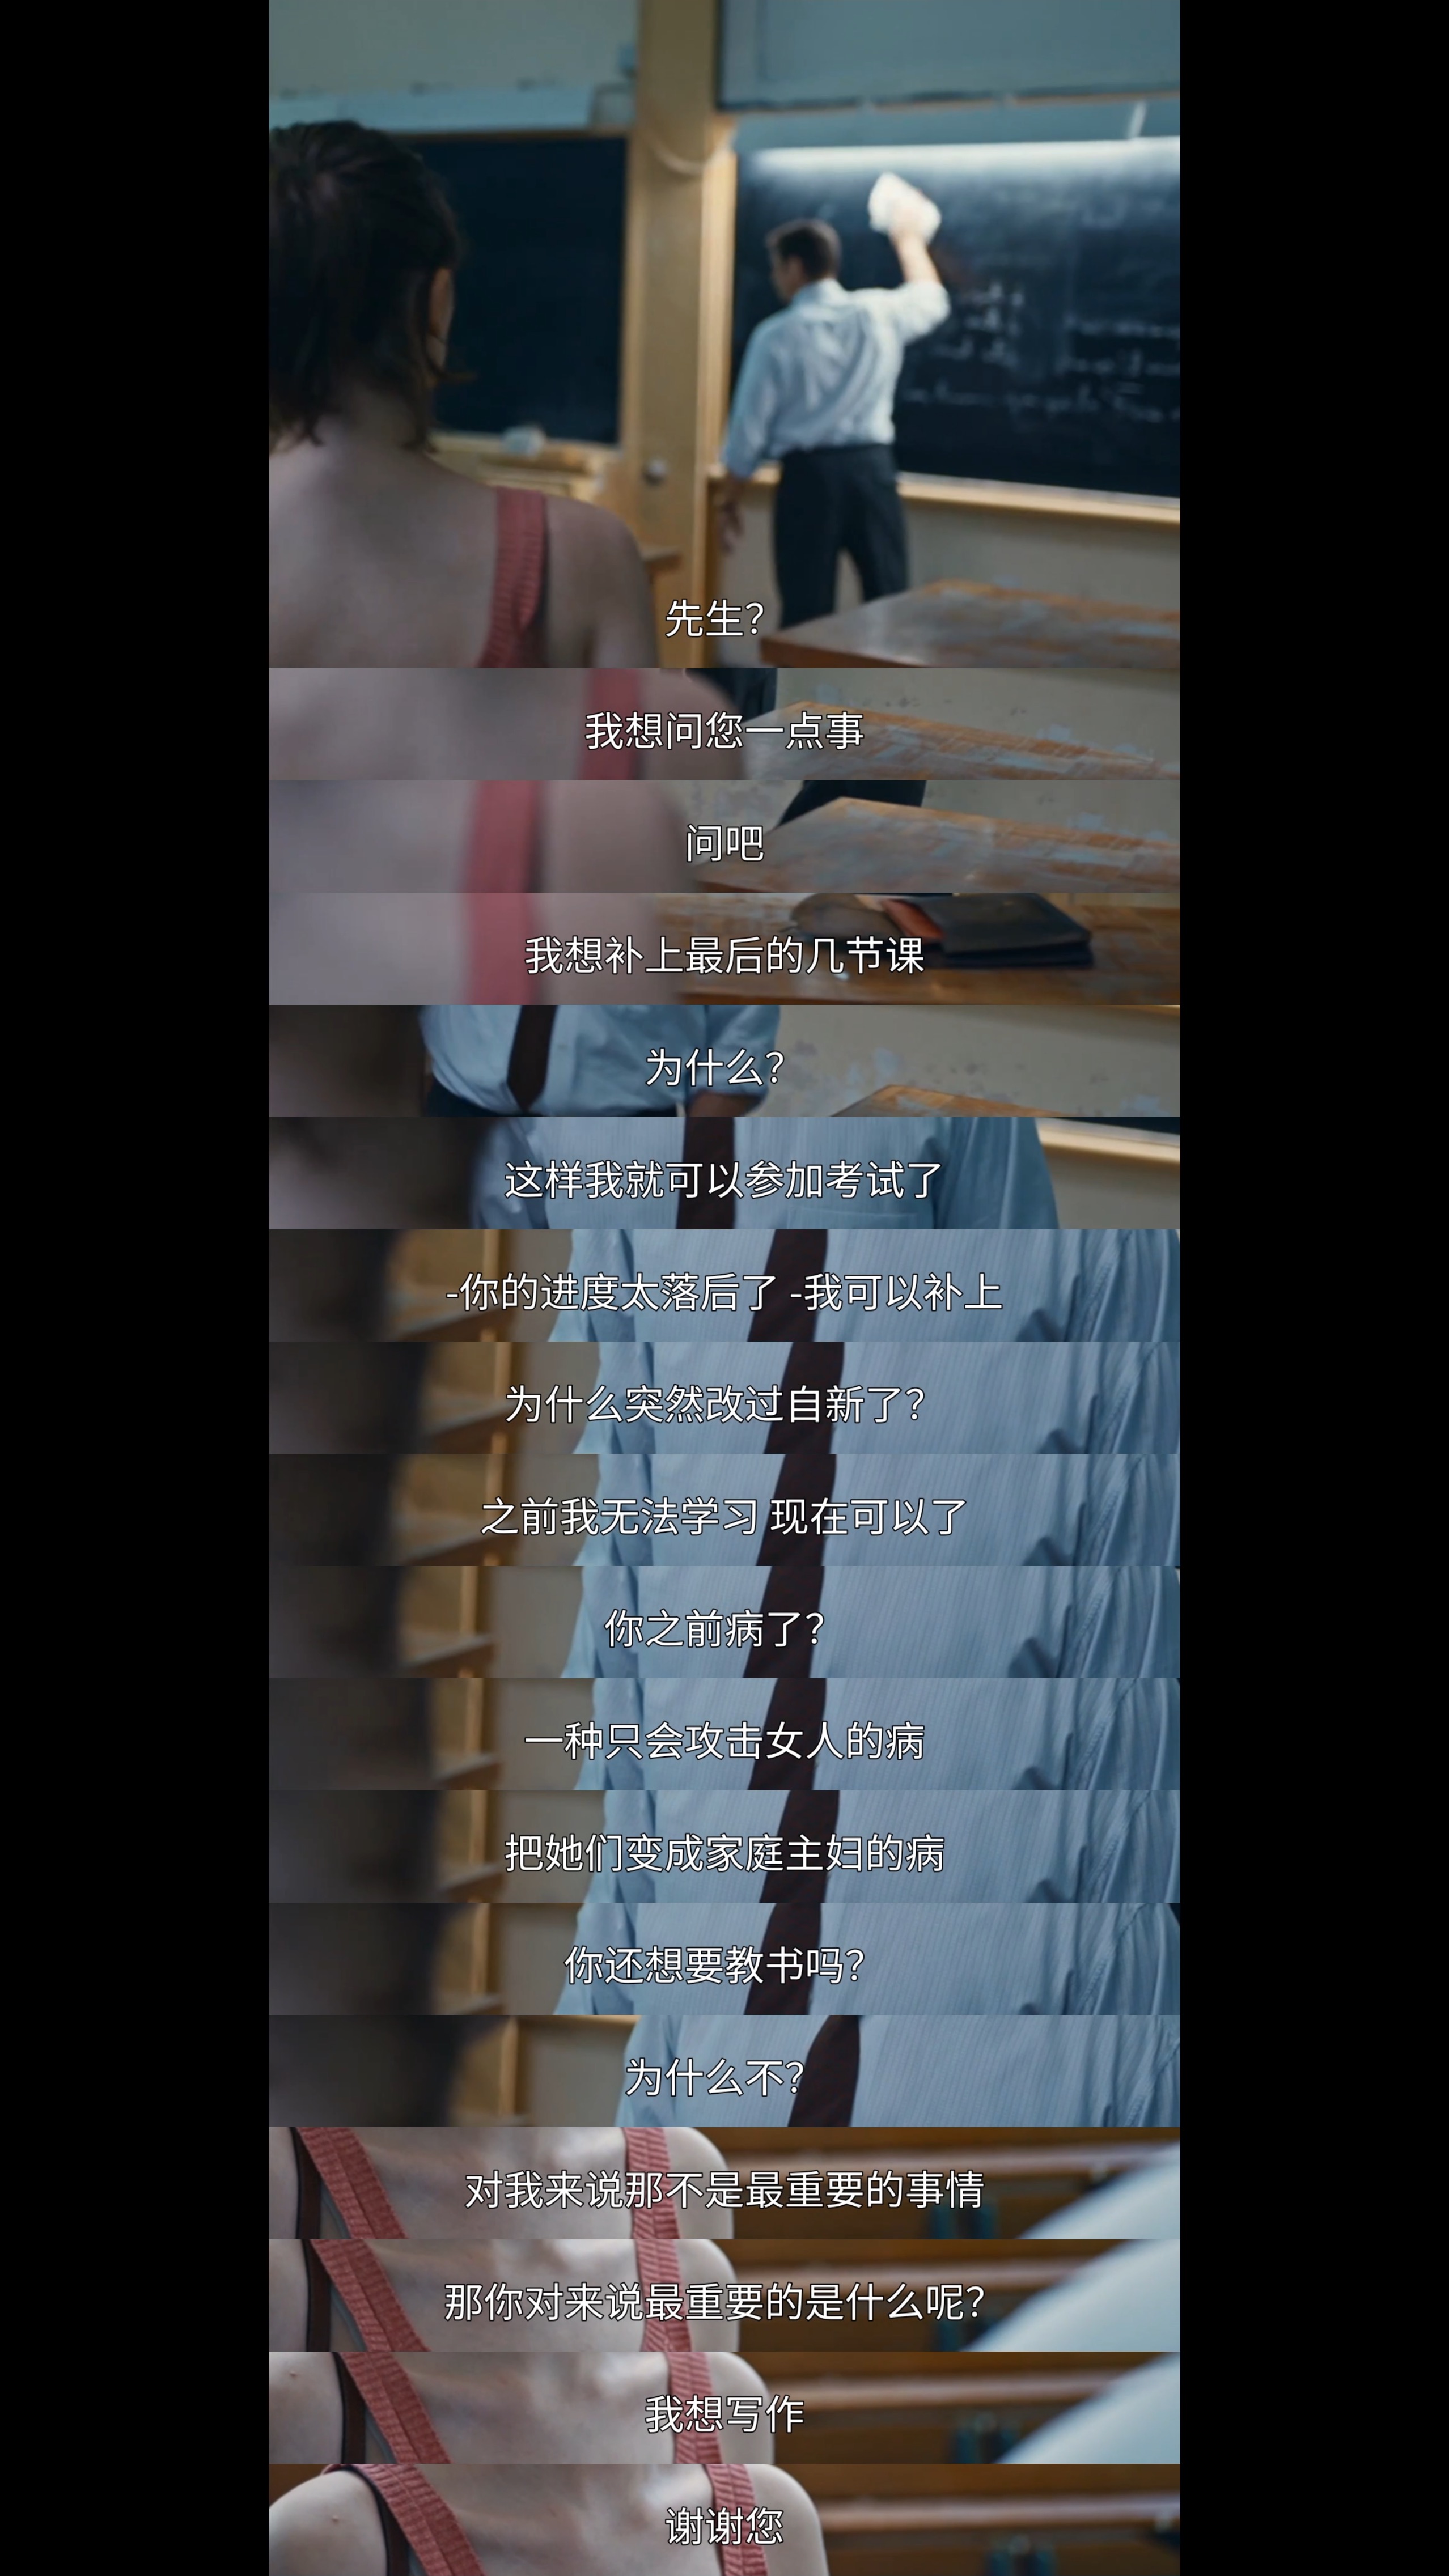 先生？
我想问您一点事
问吧
我想补上最后的几节课
为什么？
这样我就可以参加考试了
-你的进度太落后了 -我可以补上
为什么突然改过自新了？
之前我无法学习 现在可以了
你之前病了？
一种只会攻击女人的病
把她们变成家庭主妇的病
你还想要教书吗？
为什么不？
对我来说那不是最重要的事情
那你对来说最重要的是什么呢？
我想写作
谢谢您